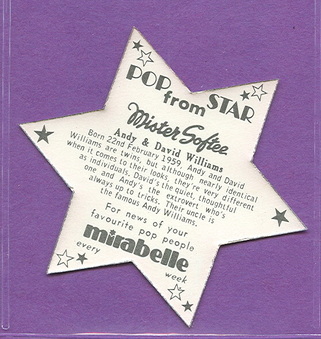 POP
from STAR
Mister Softee
Andy & David Williams
Born 22nd February 1959 Andy and David
Williams are twins, but although nearly identical
when it comes to their looks, they're very different
as individuals. David's the quiet, thoughtful
one and Andy's the extrovert who's
always up to tricks. Their uncle is
the famous Andy Williams.
For news of your
favourite pop people
mirabelle
every week